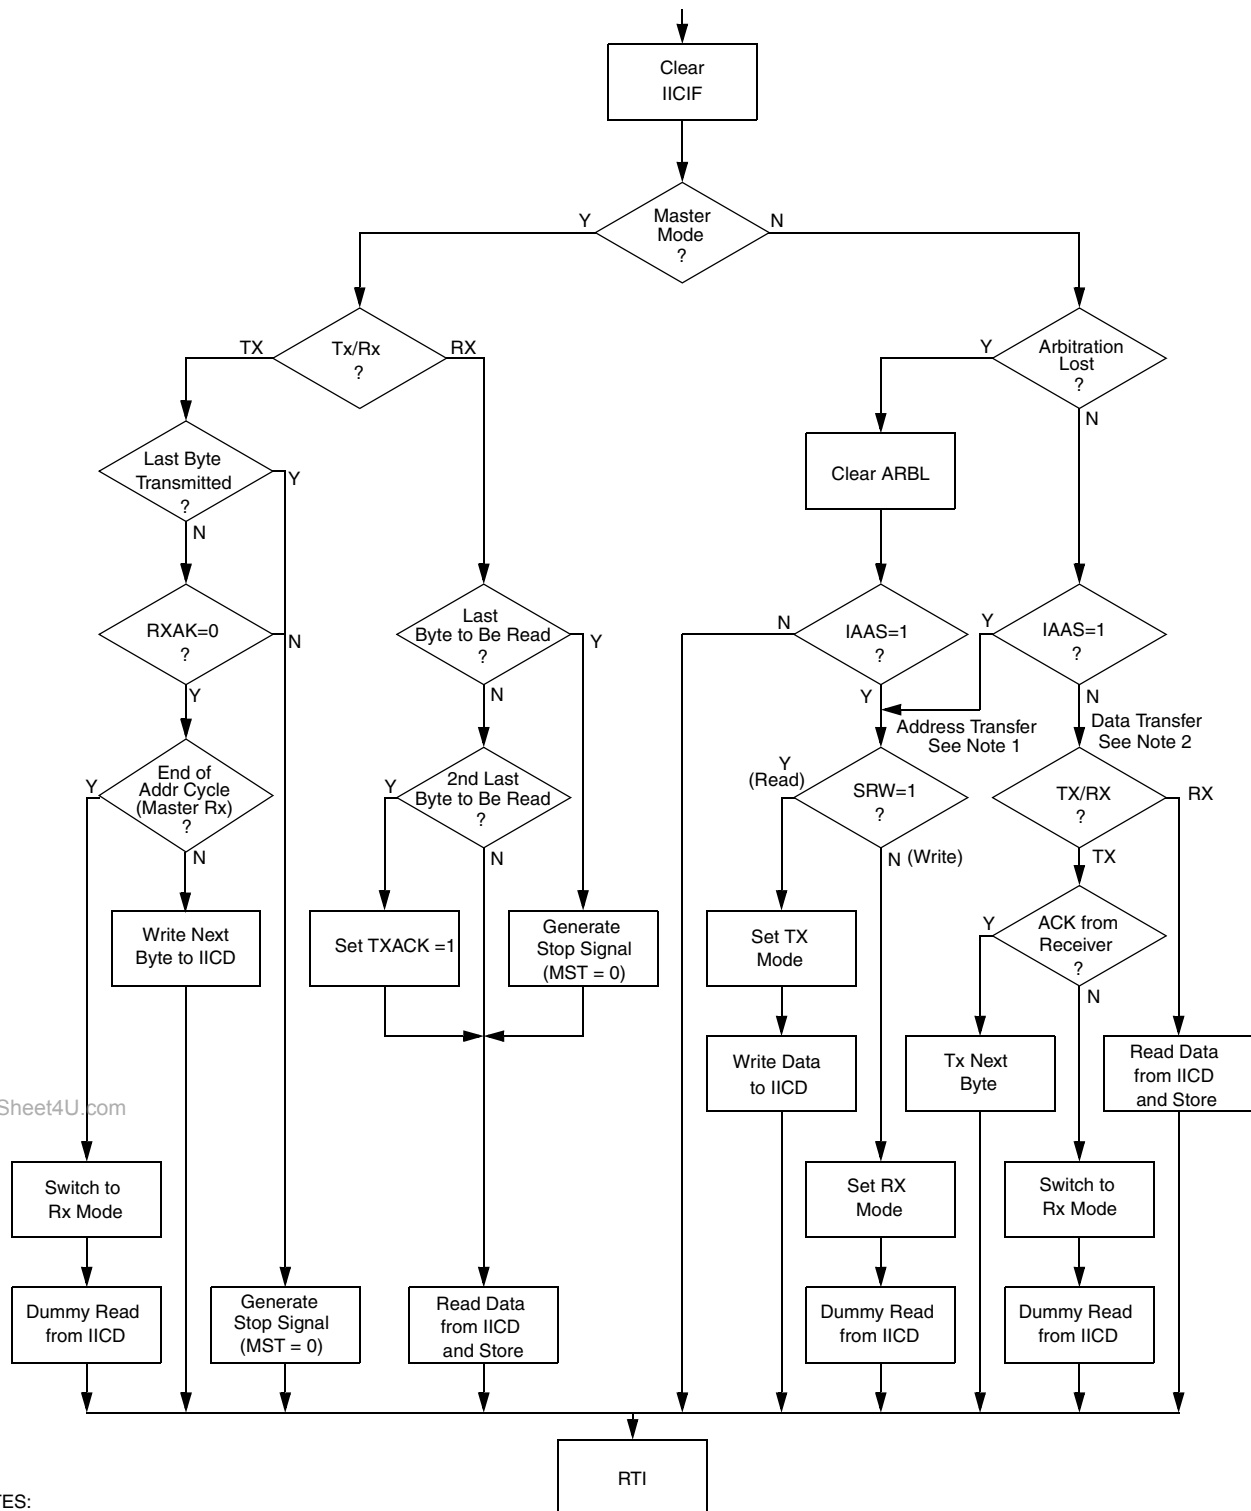 Clear
IICIF
Master
Mode
?
Y
N
Tx/Rx
?
TX
RX
Arbitration
Lost
?
Y
N
Last Byte
Transmitted
?
Y
N
Clear ARBL
RXAK=0
?
N
Y
Last
Byte to Be Read
?
Y
N
IAAS=1
?
N
Y
IAAS=1
?
Y
N
Address Transfer
See Note 1
Data Transfer
See Note 2
End of
Addr Cycle
(Master Rx)
?
Y
N
2nd Last
Byte to Be Read
?
Y
N
Y
(Read)
SRW=1
?
N (Write)
TX/RX
?
RX
TX
Write Next
Byte to IICD
Set TXACK =1
Generate
Stop Signal
(MST = 0)
Set TX
Mode
ACK from
Receiver
?
Y
N
Write Data
to IICD
Tx Next
Byte
Read Data
from IICD
and Store
Sheet4U.com
Switch to
Rx Mode
Set RX
Mode
Switch to
Rx Mode
Dummy Read
from IICD
Generate
Stop Signal
(MST = 0)
Read Data
from IICD
and Store
Dummy Read
from IICD
Dummy Read
from IICD
RTI
TES: